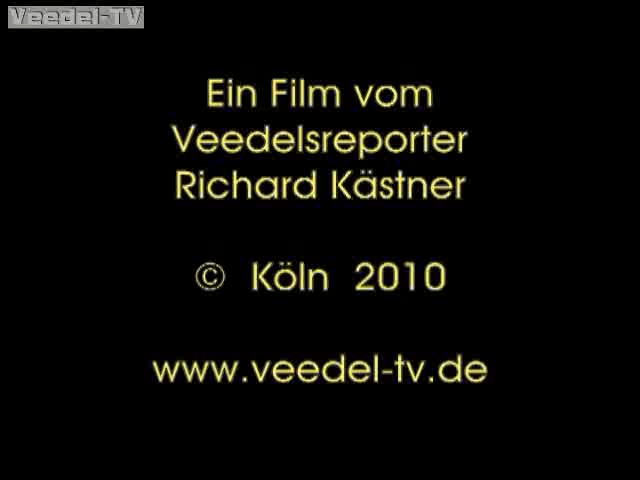 Veedel-TV
Ein Film vom
Veedelsreporter
Richard Kästner
© Köln 2010
www.veedel-tv.de